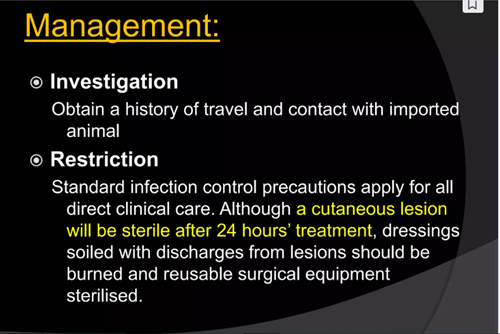 Management:
Investigation
Obtain a history of travel and contact with imported
animal
Restriction
Standard infection control precautions apply for all
direct clinical care. Although a cutaneous lesion
will be sterile after 24 hours' treatment, dressings
soiled with discharges from lesions should be
burned and reusable surgical equipment
sterilised.